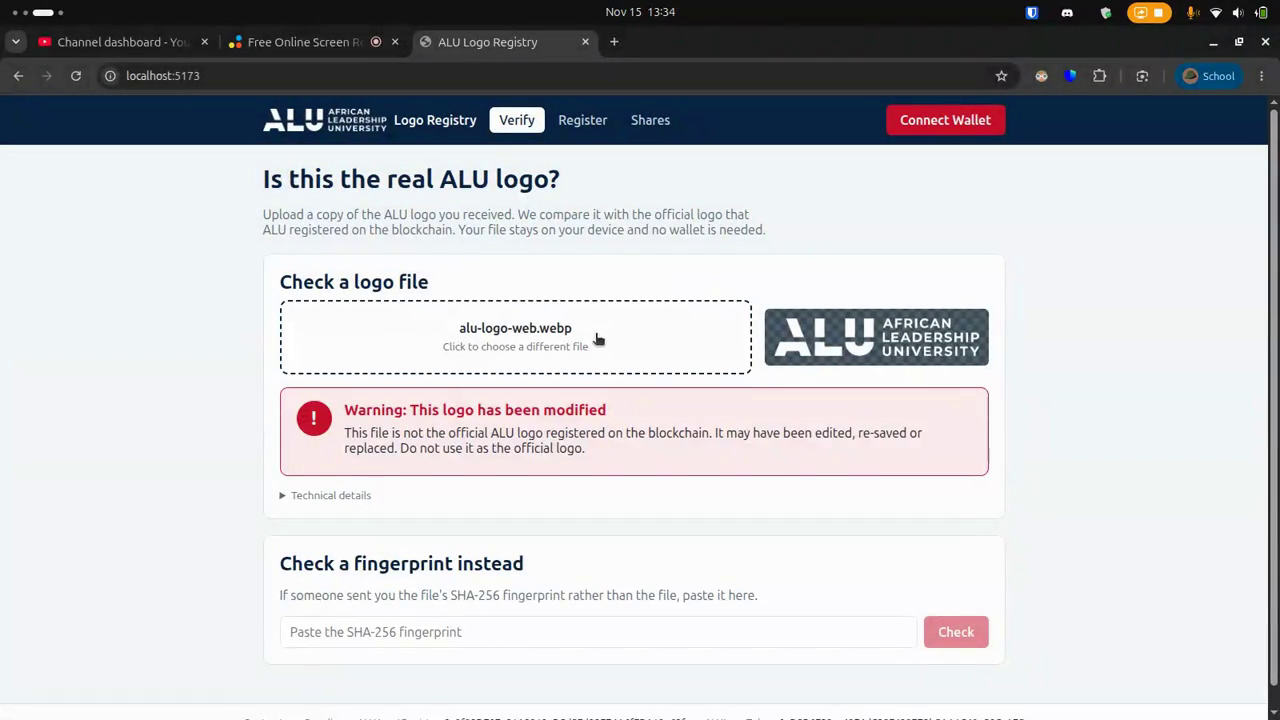 Nov 15 13:34
Channel dashboard - You
Free Online Screen Re
ALU Logo Registry
localhost:5173
School
ALU AFRICAN LEADERSHIP UNIVERSITY
Logo Registry
Verify
Register
Shares
Connect Wallet
Is this the real ALU logo?
Upload a copy of the ALU logo you received. We compare it with the official logo that
ALU registered on the blockchain. Your file stays on your device and no wallet is needed.
Check a logo file
alu-logo-web.webp
Click to choose a different file
ALU AFRICAN LEADERSHIP UNIVERSITY
! Warning: This logo has been modified
This file is not the official ALU logo registered on the blockchain. It may have been edited, re-saved or
replaced. Do not use it as the official logo.
Technical details
Check a fingerprint instead
If someone sent you the file's SHA-256 fingerprint rather than the file, paste it here.
Paste the SHA-256 fingerprint
Check